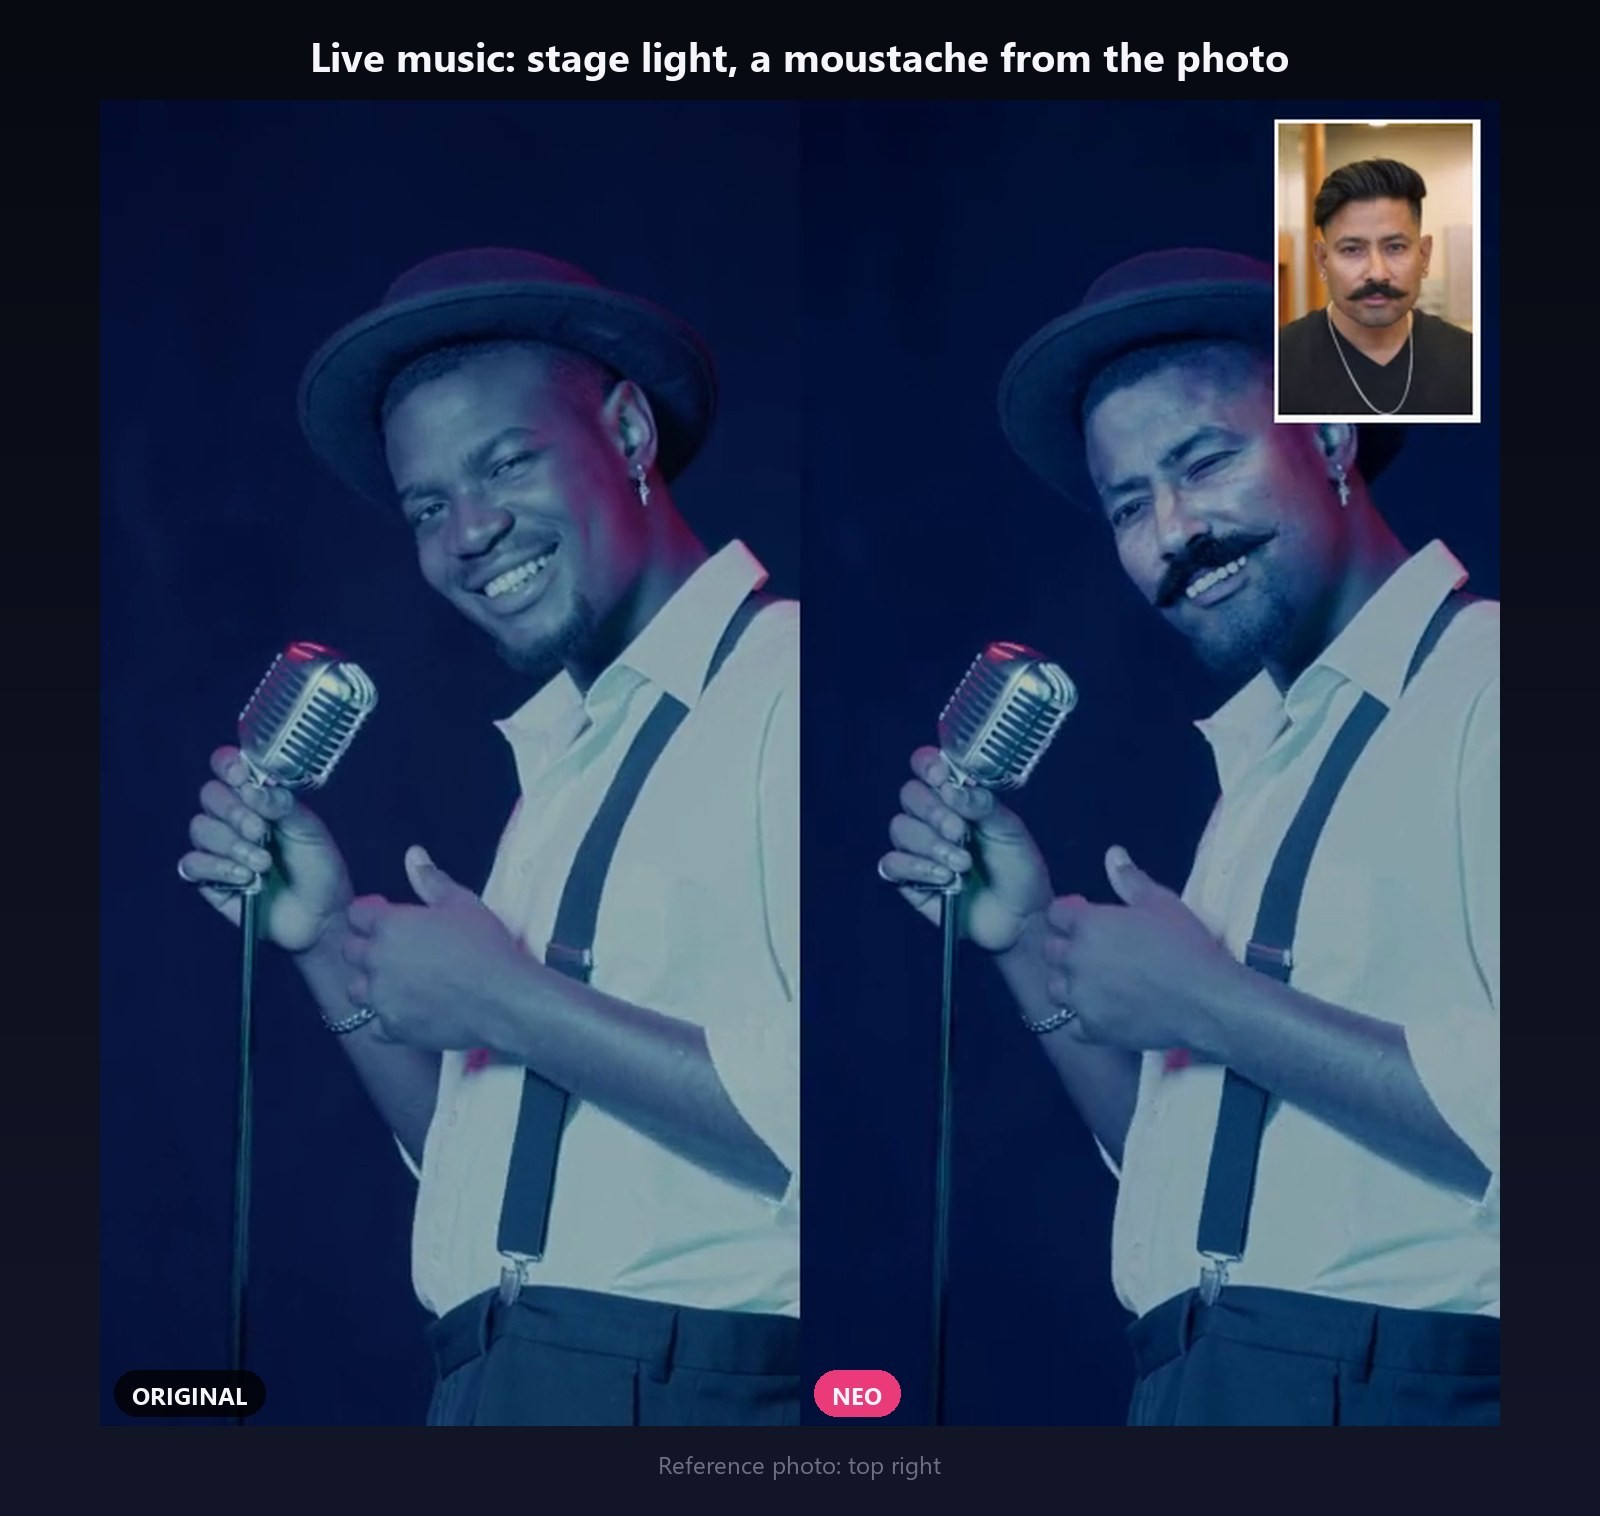 Live music: stage light, a moustache from the photo
ORIGINAL
NEO
Reference photo: top right